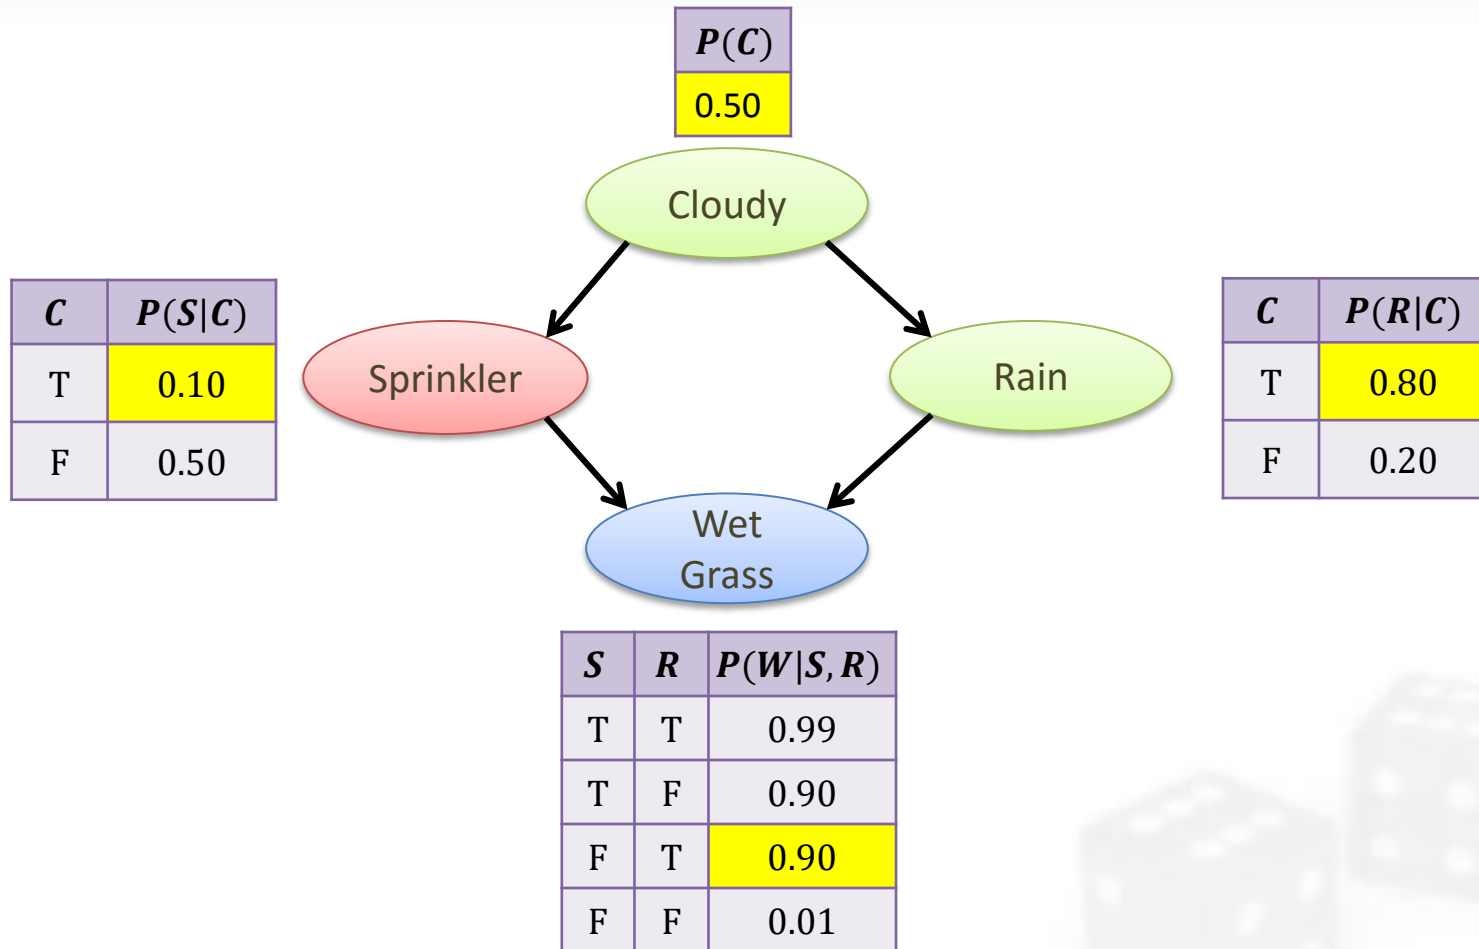 P(C)
0.50
Cloudy
C P(S|C)
T 0.10
F 0.50
Sprinkler
Rain
C P(R|C)
T 0.80
F 0.20
Wet
Grass
S R P(W|S, R)
T T 0.99
T F 0.90
F T 0.90
F F 0.01